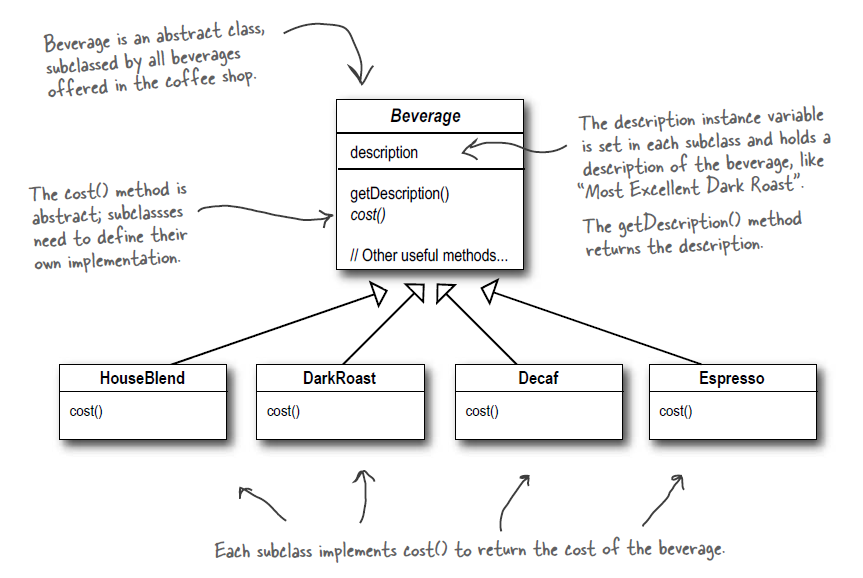 Beverage is an abstract class,
subclassed by all beverages
offered in the coffee shop.
Beverage
description
getDescription()
cost()
// Other useful methods...
The description instance variable
is set in each subclass and holds a
description of the beverage, like
“Most Excellent Dark Roast”.
The getDescription() method
returns the description.
The cost() method is
abstract; subclassses
need to define their
own implementation.
HouseBlend
cost()
DarkRoast
cost()
Decaf
cost()
Espresso
cost()
Each subclass implements cost() to return the cost of the beverage.